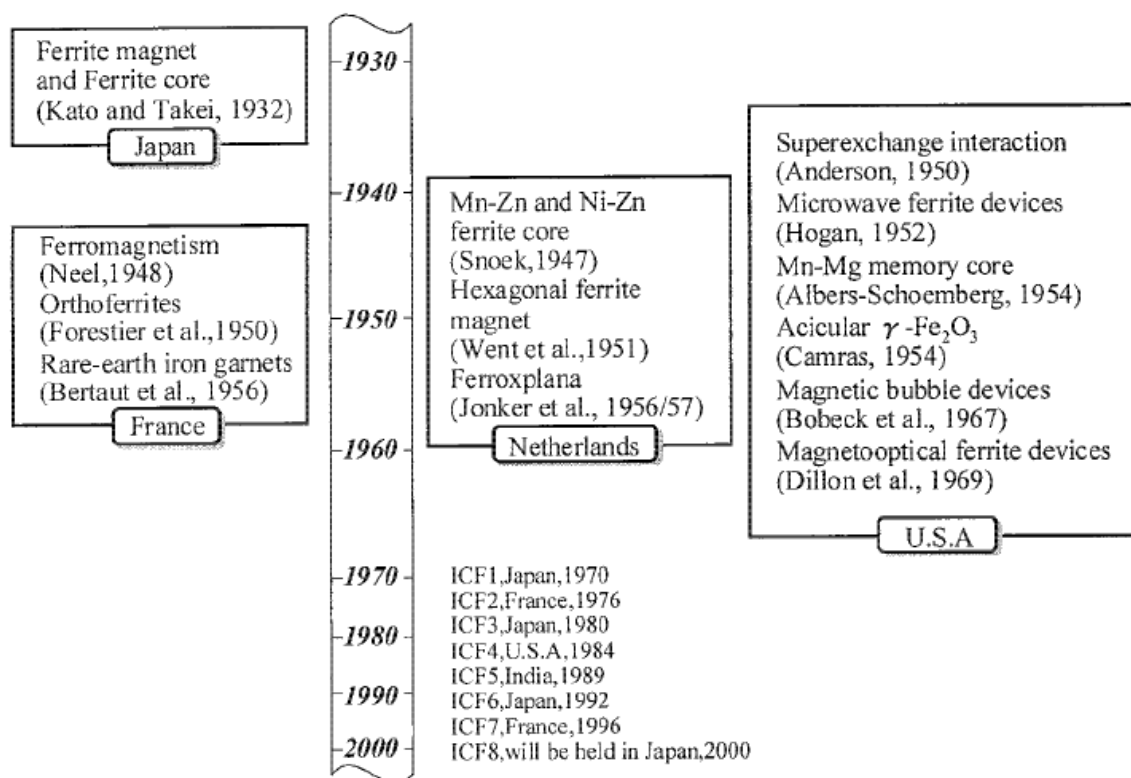 Ferrite magnet
and Ferrite core
(Kato and Takei, 1932)
Japan
Ferromagnetism
(Neel,1948)
Orthoferrites
(Forestier et al.,1950)
Rare-earth iron garnets
(Bertaut et al., 1956)
France
1930
1940
1950
1960
1970
1980
1990
2000
Mn-Zn and Ni-Zn
ferrite core
(Snoek,1947)
Hexagonal ferrite
magnet
(Went et al.,1951)
Ferroxplana
(Jonker et al., 1956/57)
Netherlands
Superexchange interaction
(Anderson, 1950)
Microwave ferrite devices
(Hogan, 1952)
Mn-Mg memory core
(Albers-Schoemberg, 1954)
Acicular γ-Fe₂O₃
(Camras, 1954)
Magnetic bubble devices
(Bobeck et al., 1967)
Magnetooptical ferrite devices
(Dillon et al., 1969)
U.S.A
ICF1,Japan,1970
ICF2,France,1976
ICF3,Japan,1980
ICF4,U.S.A,1984
ICF5,India,1989
ICF6,Japan,1992
ICF7,France,1996
ICF8,will be held in Japan,2000